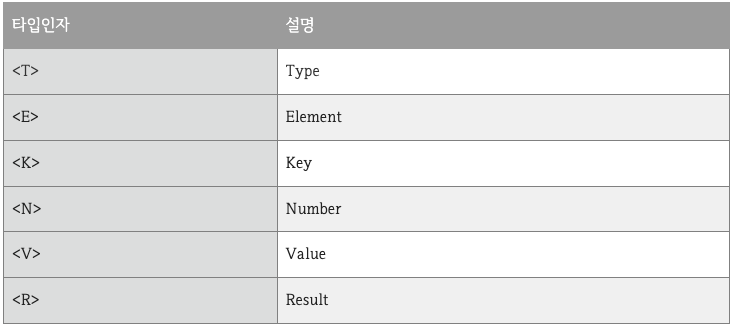 타입인자 설명
<T> Type
<E> Element
<K> Key
<N> Number
<V> Value
<R> Result